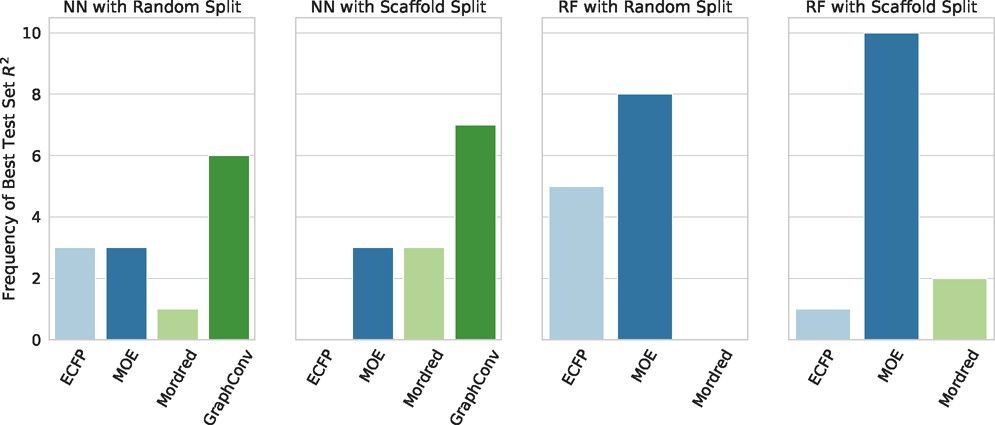 NN with Random Split
NN with Scaffold Split
RF with Random Split
RF with Scaffold Split
Frequency of Best Test Set R²
10
8
6
4
2
0
ECFP
MOE
Mordred
GraphConv
ECFP
MOE
Mordred
GraphConv
ECFP
MOE
Mordred
ECFP
MOE
Mordred